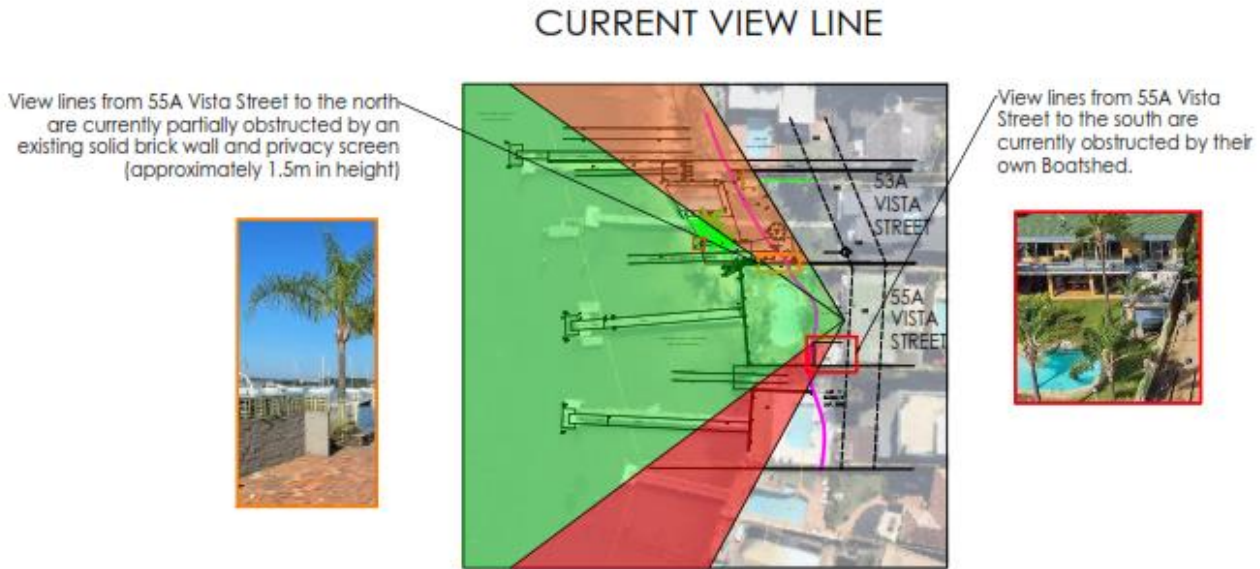 CURRENT VIEW LINE
View lines from 55A Vista Street to the north
are currently partially obstructed by an
existing solid brick wall and privacy screen
(approximately 1.5m in height)
View lines from 55A Vista
Street to the south are
currently obstructed by their
own Boatshed.
53A
VISTA
STREET
55A
VISTA
STREET